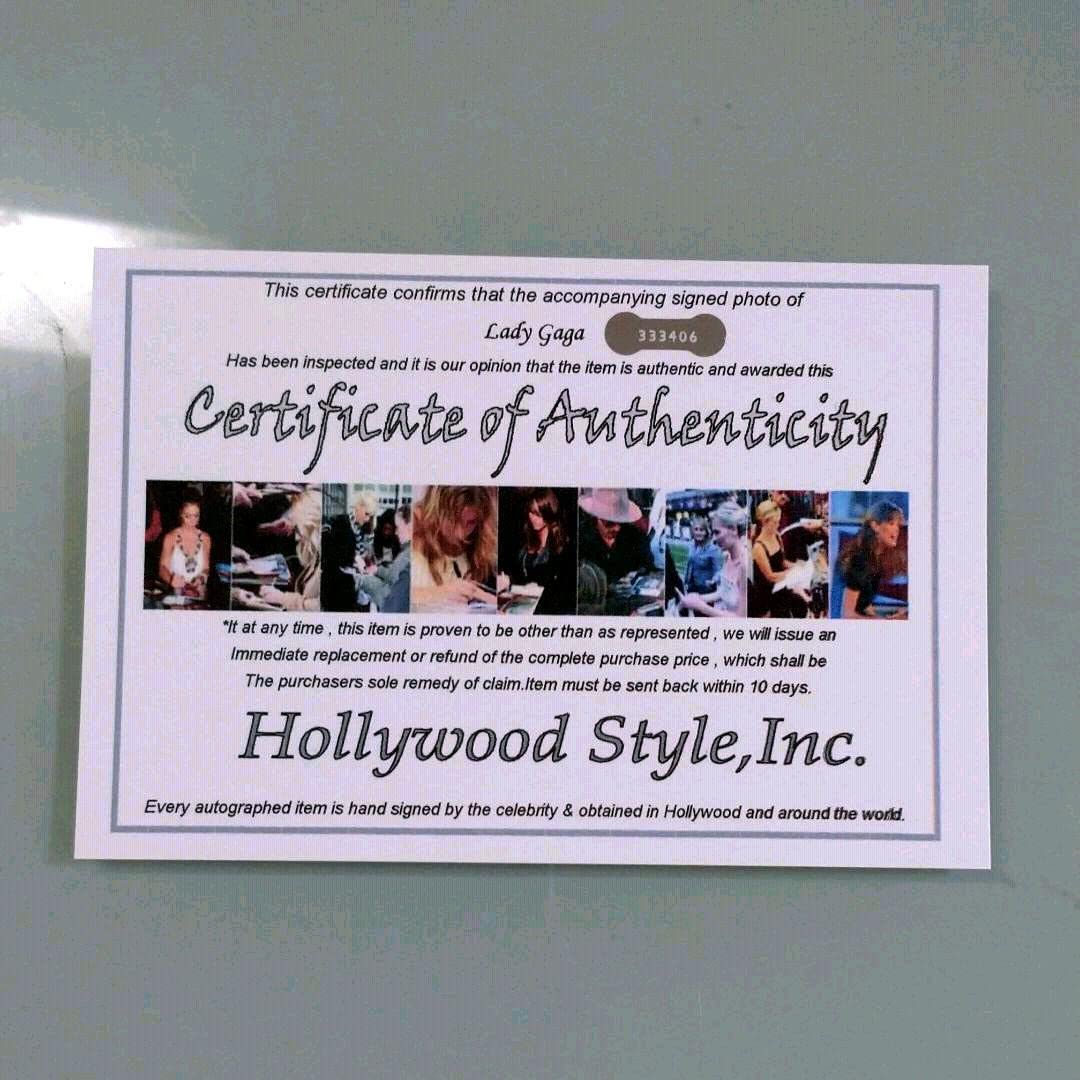 This certificate confirms that the accompanying signed photo of
Lady Gaga 333406
Has been inspected and it is our opinion that the item is authentic and awarded this
Certificate of Authenticity
*It at any time , this item is proven to be other than as represented , we will issue an
Immediate replacement or refund of the complete purchase price , which shall be
The purchasers sole remedy of claim.Item must be sent back within 10 days.
Hollywood Style,Inc.
Every autographed item is hand signed by the celebrity & obtained in Hollywood and around the world.